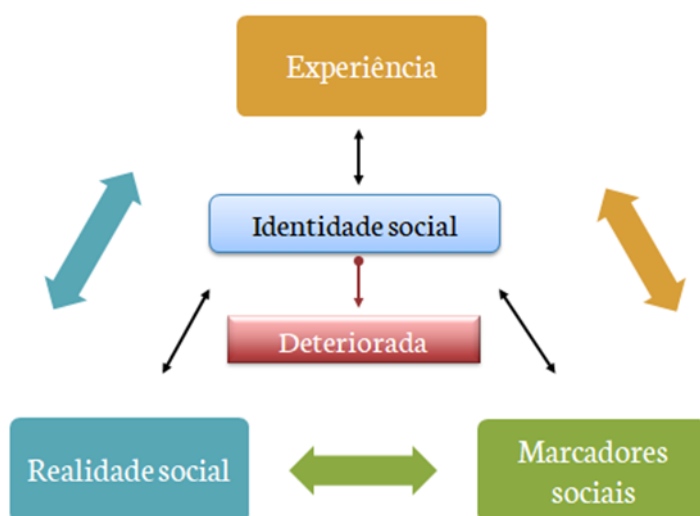 Experiência
Identidade social
Deteriorada
Realidade social
Marcadores
sociais